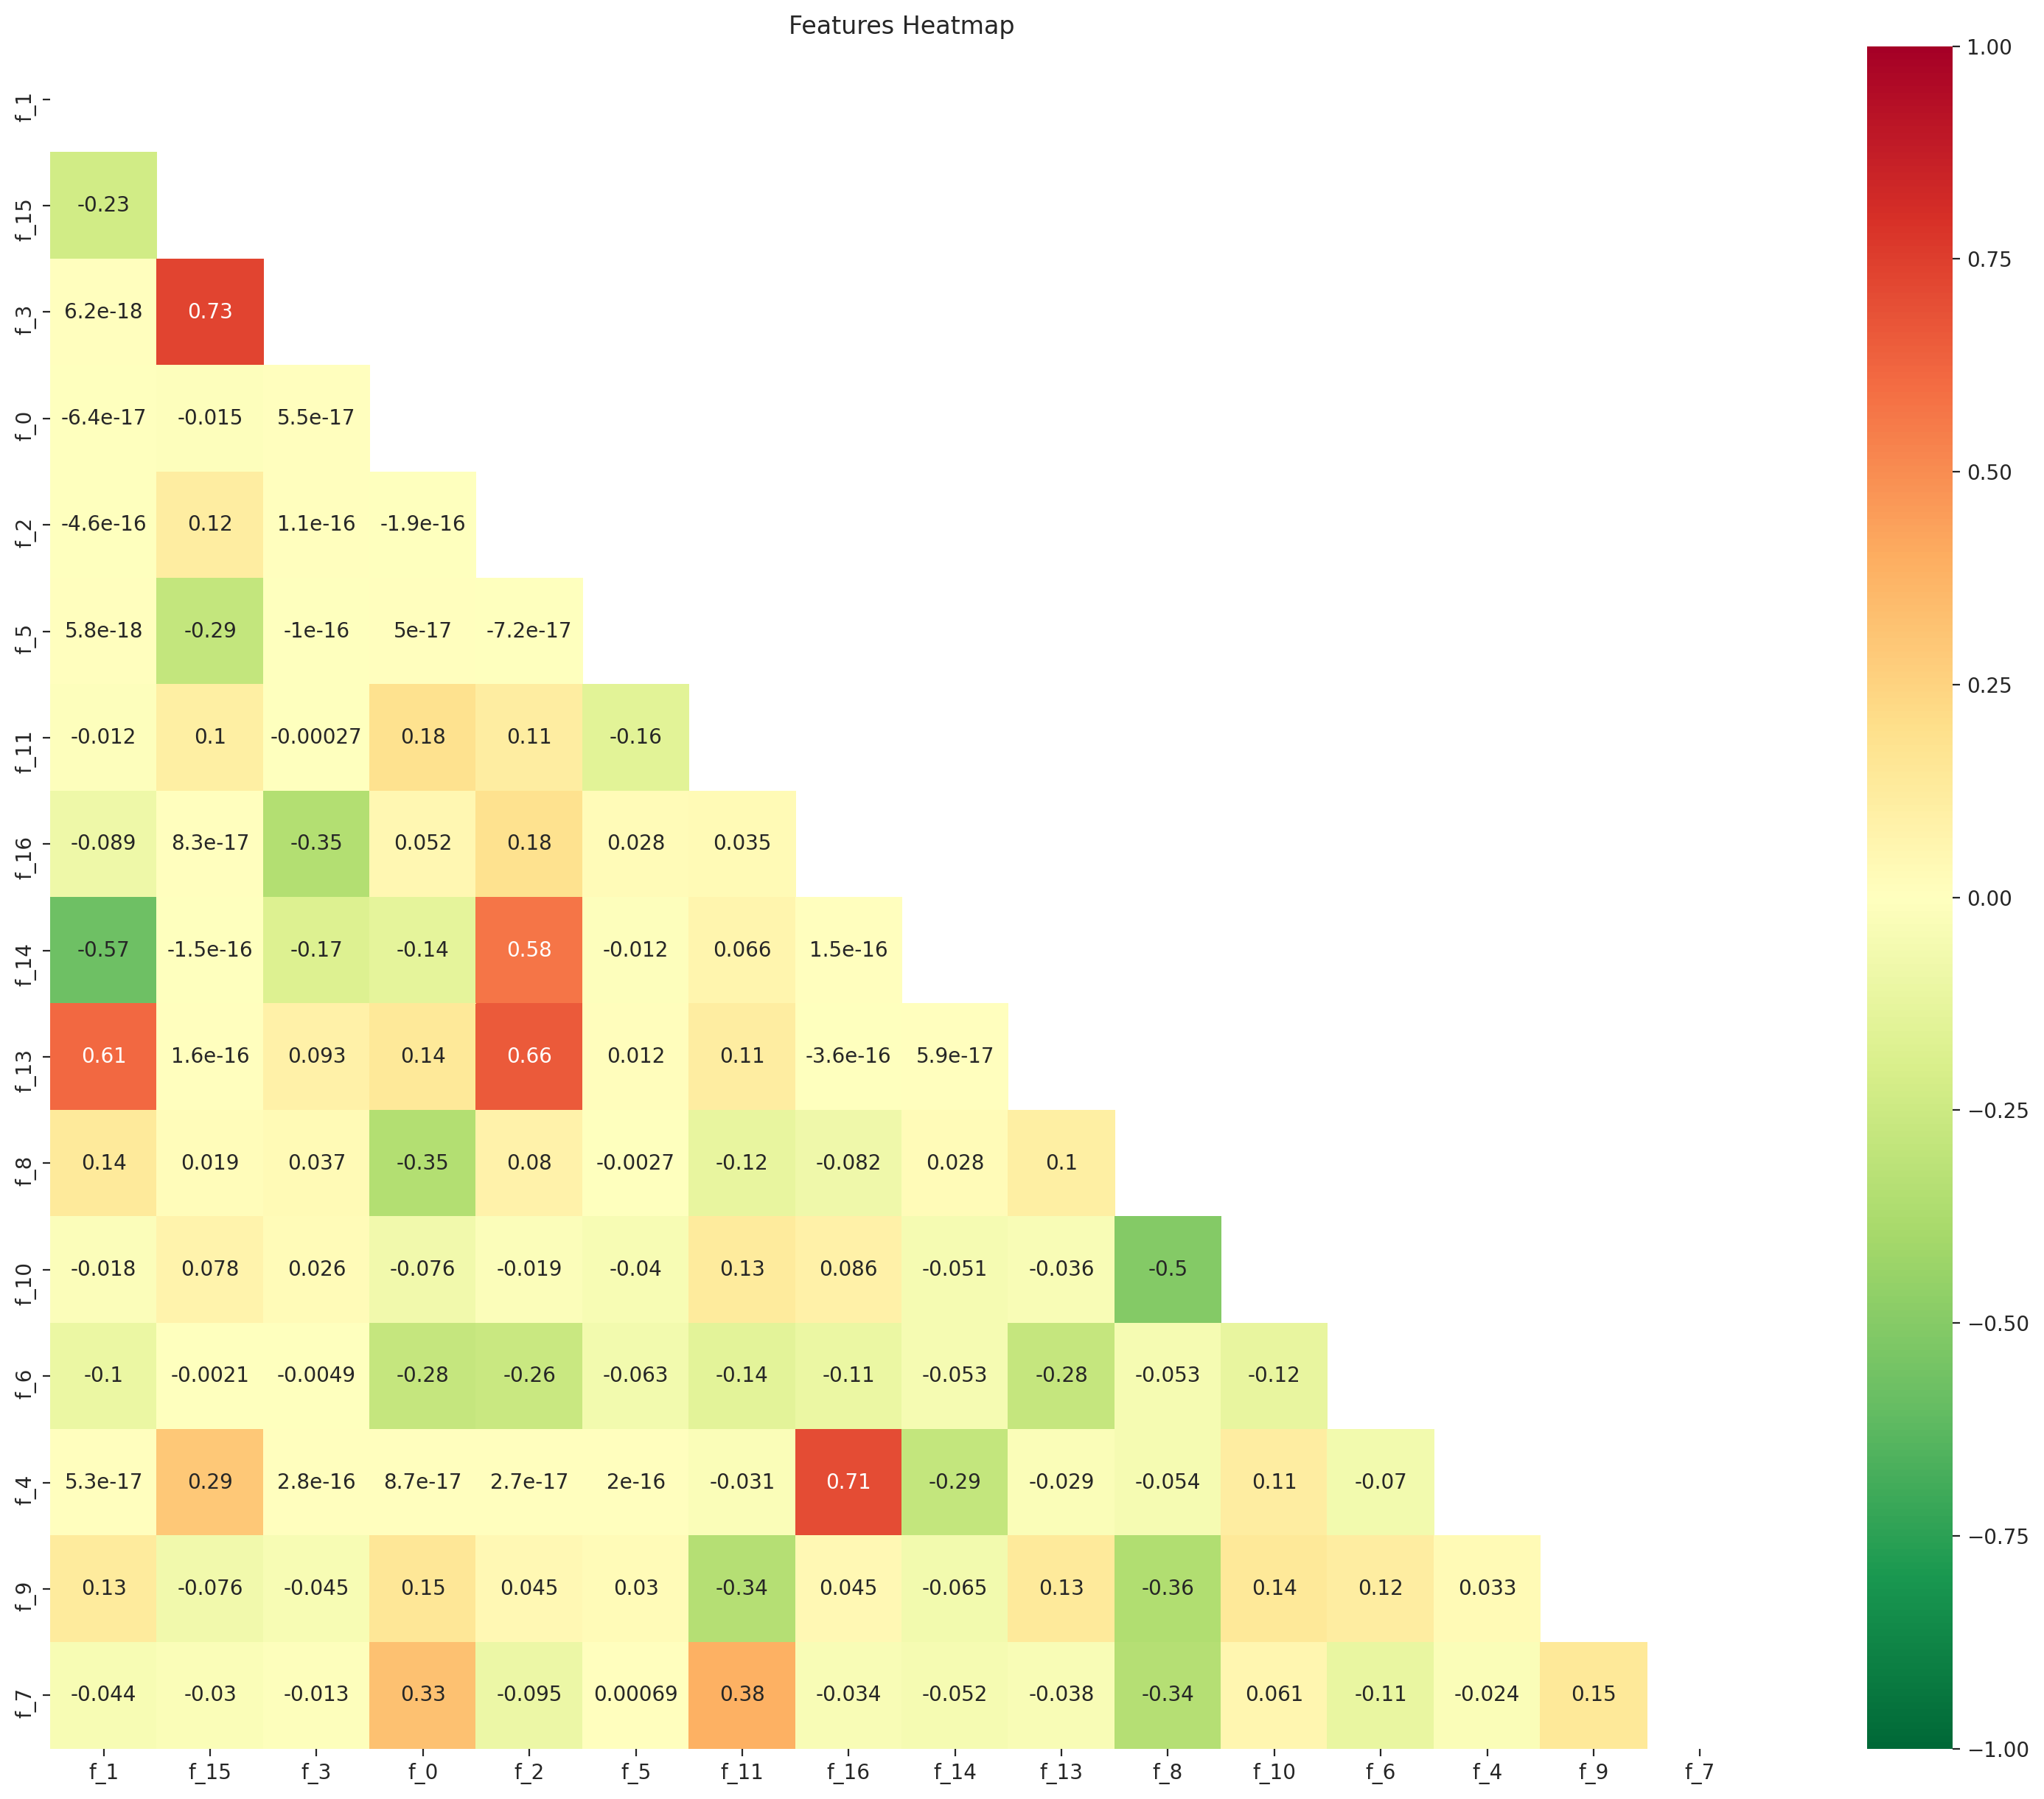 Features Heatmap
f_1
f_15 -0.23
f_3 6.2e-18 0.73
f_0 -6.4e-17 -0.015 5.5e-17
f_2 -4.6e-16 0.12 1.1e-16 -1.9e-16
f_5 5.8e-18 -0.29 -1e-16 5e-17 -7.2e-17
f_11 -0.012 0.1 -0.00027 0.18 0.11 -0.16
f_16 -0.089 8.3e-17 -0.35 0.052 0.18 0.028 0.035
f_14 -0.57 -1.5e-16 -0.17 -0.14 0.58 -0.012 0.066 1.5e-16
f_13 0.61 1.6e-16 0.093 0.14 0.66 0.012 0.11 -3.6e-16 5.9e-17
f_8 0.14 0.019 0.037 -0.35 0.08 -0.0027 -0.12 -0.082 0.028 0.1
f_10 -0.018 0.078 0.026 -0.076 -0.019 -0.04 0.13 0.086 -0.051 -0.036 -0.5
f_6 -0.1 -0.0021 -0.0049 -0.28 -0.26 -0.063 -0.14 -0.11 -0.053 -0.28 -0.053 -0.12
f_4 5.3e-17 0.29 2.8e-16 8.7e-17 2.7e-17 2e-16 -0.031 0.71 -0.29 -0.029 -0.054 0.11 -0.07
f_9 0.13 -0.076 -0.045 0.15 0.045 0.03 -0.34 0.045 -0.065 0.13 -0.36 0.14 0.12 0.033
f_7 -0.044 -0.03 -0.013 0.33 -0.095 0.00069 0.38 -0.034 -0.052 -0.038 -0.34 0.061 -0.11 -0.024 0.15
f_1 f_15 f_3 f_0 f_2 f_5 f_11 f_16 f_14 f_13 f_8 f_10 f_6 f_4 f_9 f_7
1.00
0.75
0.50
0.25
0.00
−0.25
−0.50
−0.75
−1.00